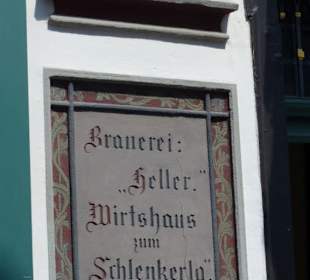 Brauerei:
„Heller."
Wirtshaus
zum
Schlenkerla".